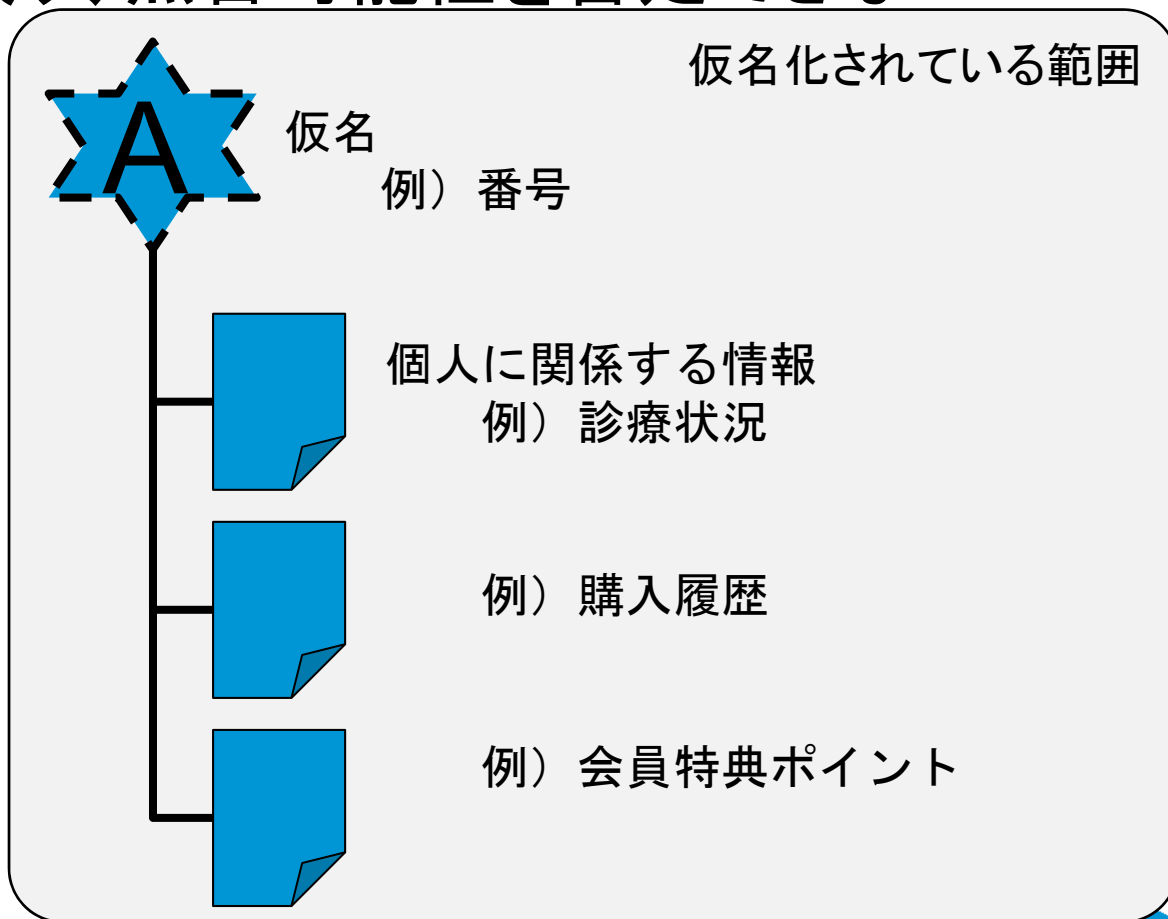 仮名化されている範囲
A
仮名
例）番号
個人に関係する情報
例）診療状況
例）購入履歴
例）会員特典ポイント